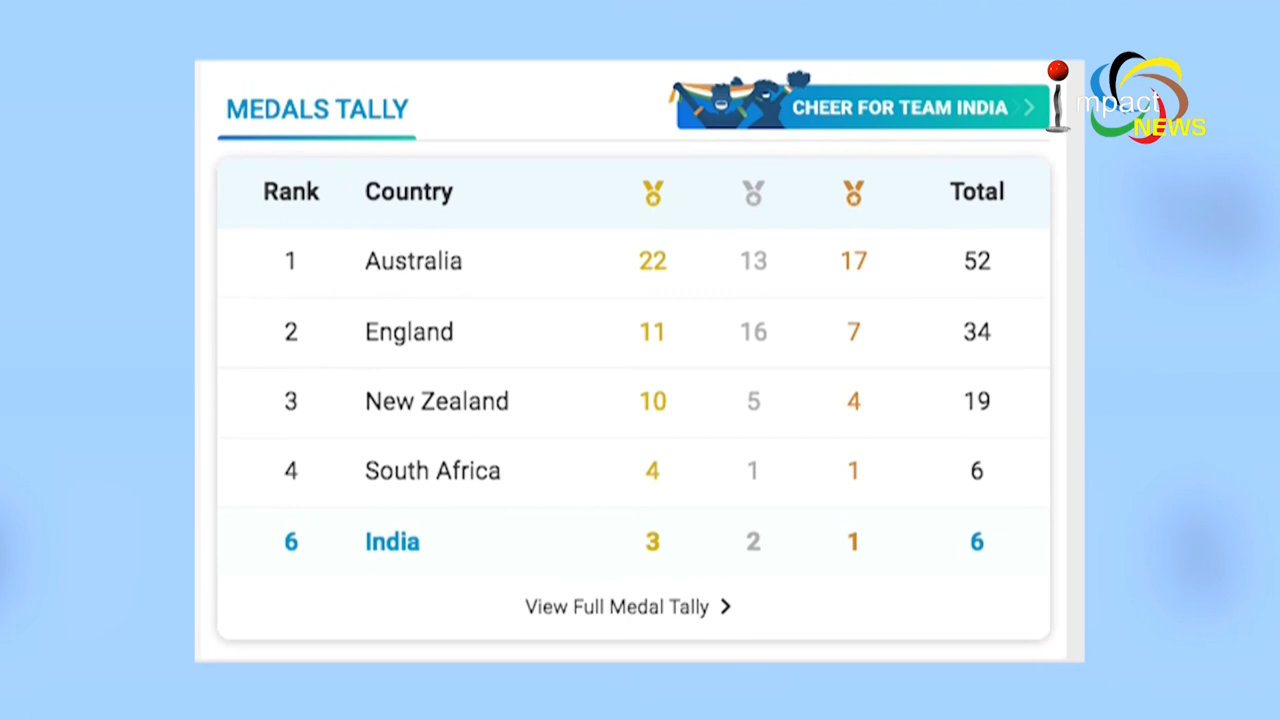 MEDALS TALLY
CHEER FOR TEAM INDIA
impact
NEWS
Rank Country Total
1 Australia 22 13 17 52
2 England 11 16 7 34
3 New Zealand 10 5 4 19
4 South Africa 4 1 1 6
6 India 3 2 1 6
View Full Medal Tally